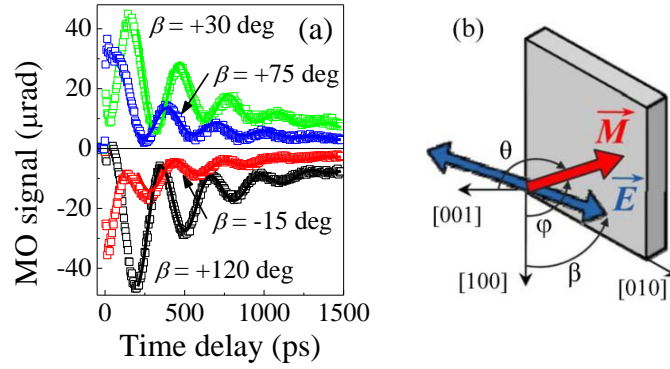 (a)
β = +30 deg
β = +75 deg
β = -15 deg
β = +120 deg
MO signal (μrad)
40
20
0
-20
-40
0 500 1000 1500
Time delay (ps)
(b)
M
θ
E
[001]
φ
β
[100]
[010]